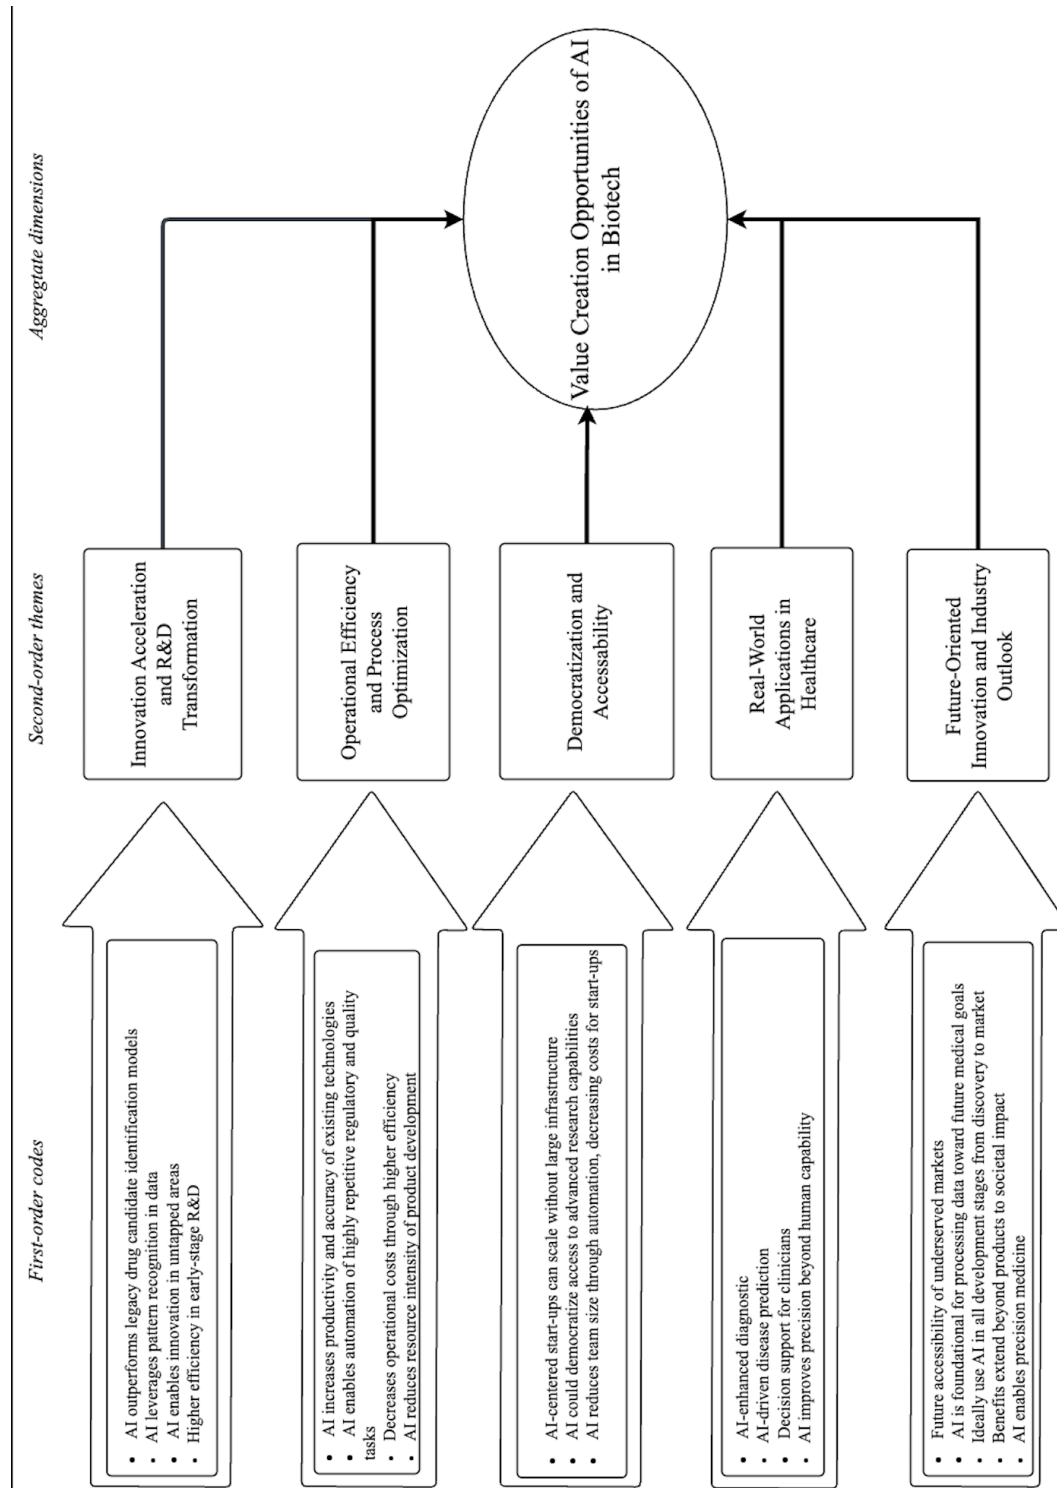 First-order codes
Second-order themes
Aggregtate dimensions
AI outperforms legacy drug candidate identification models
AI leverages pattern recognition in data
AI enables innovation in untapped areas
Higher efficiency in early-stage R&D
Innovation Acceleration
and R&D
Transformation
AI increases productivity and accuracy of existing technologies
AI enables automation of highly repetitive regulatory and quality
tasks
Decreases operational costs through higher efficiency
AI reduces resource intensity of product development
Operational Efficiency
and Process
Optimization
AI-centered start-ups can scale without large infrastructure
AI could democratize access to advanced research capabilities
AI reduces team size through automation, decreasing costs for start-ups
Democratization and
Accessability
AI-enhanced diagnostic
AI-driven disease prediction
Decision support for clinicians
AI improves precision beyond human capability
Real-World
Applications in
Healthcare
Future accessibility of underserved markets
AI is foundational for processing data toward future medical goals
Ideally use AI in all development stages from discovery to market
Benefits extend beyond products to societal impact
AI enables precision medicine
Future-Oriented
Innovation and Industry
Outlook
Value Creation Opportunities of AI
in Biotech